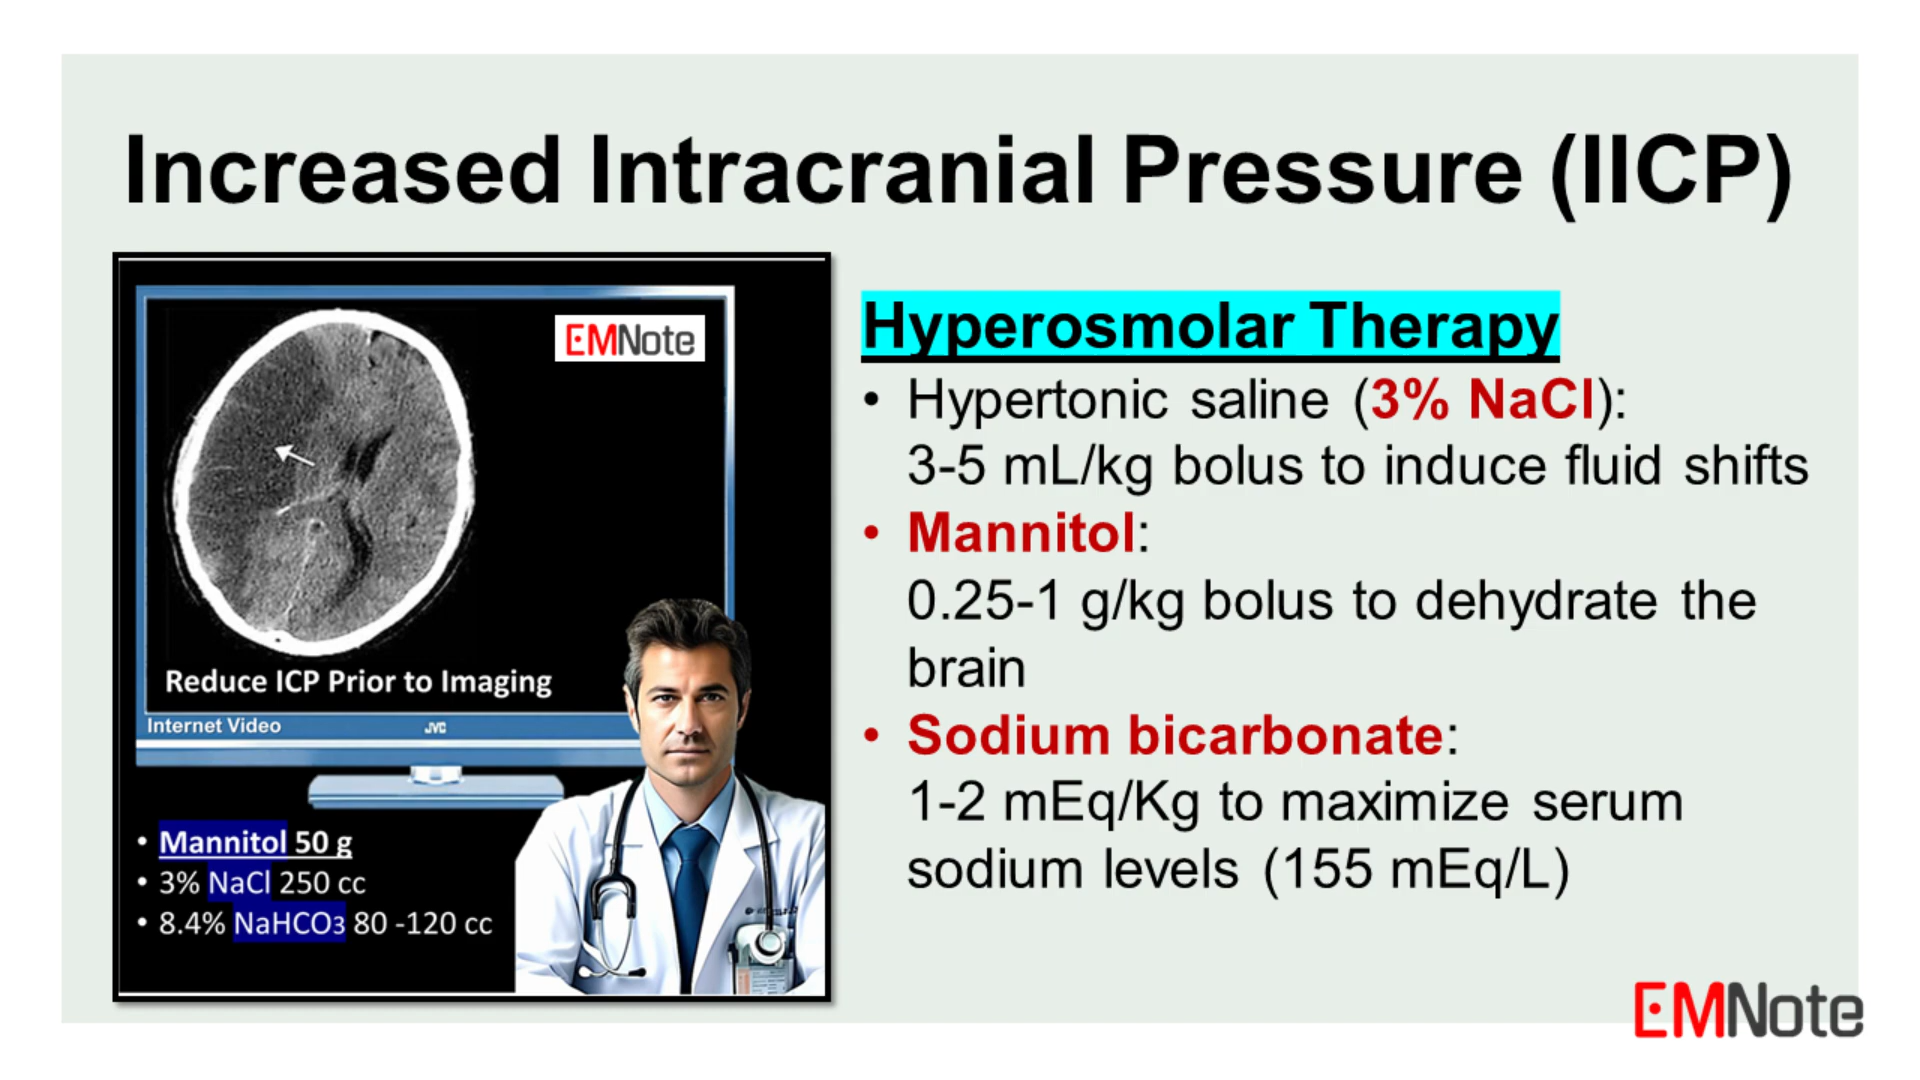 Increased Intracranial Pressure (IICP)
EMNote
Reduce ICP Prior to Imaging
Internet Video
JVC
• Mannitol 50 g
• 3% NaCl 250 cc
• 8.4% NaHCO3 80 -120 cc
Hyperosmolar Therapy
• Hypertonic saline (3% NaCl):
3-5 mL/kg bolus to induce fluid shifts
• Mannitol:
0.25-1 g/kg bolus to dehydrate the
brain
• Sodium bicarbonate:
1-2 mEq/Kg to maximize serum
sodium levels (155 mEq/L)
EMNote